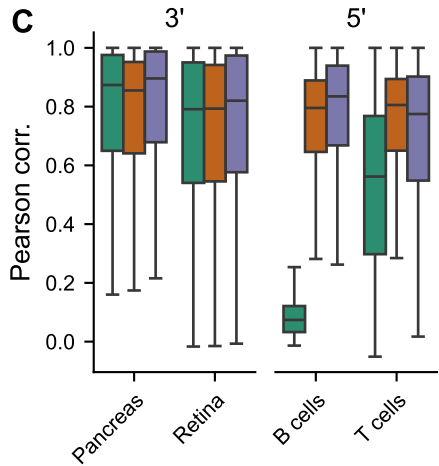 C
3' 5'
Pearson corr.
1.0
0.8
0.6
0.4
0.2
0.0
Pancreas
Retina
B cells
T cells